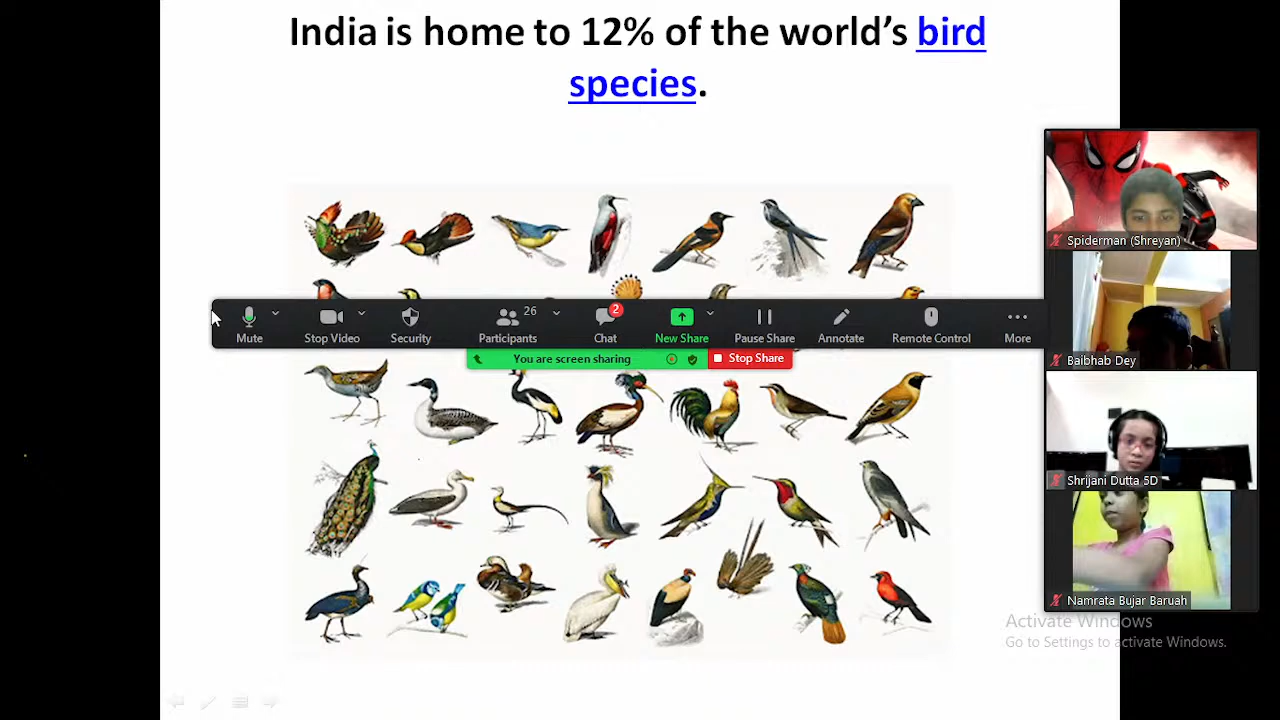 India is home to 12% of the world's bird
species.
Spiderman (Shreyan)
Mute
Stop Video
Security
Participants
26
Chat
2
New Share
Pause Share
Annotate
Remote Control
More
You are screen sharing
Stop Share
Baibhab Dey
Shrijani Dutta 5D
Namrata Bujar Baruah
Activate Windows
Go to Settings to activate Windows.